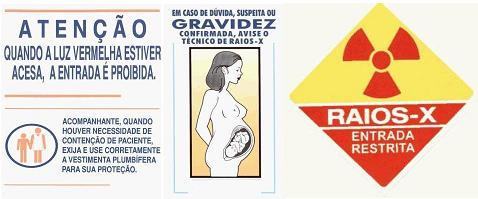 ATENÇÃO
QUANDO A LUZ VERMELHA ESTIVER
ACESA, A ENTRADA É PROIBIDA.
ACOMPANHANTE, QUANDO
HOUVER NECESSIDADE DE
CONTENÇÃO DE PACIENTE,
EXIJA E USE CORRETAMENTE
A VESTIMENTA PLUMBÍFERA
PARA SUA PROTEÇÃO.
EM CASO DE DÚVIDA, SUSPEITA OU
GRAVIDEZ
CONFIRMADA, AVISE O
TÉCNICO DE RAIOS-X
RAIOS-X
ENTRADA
RESTRITA